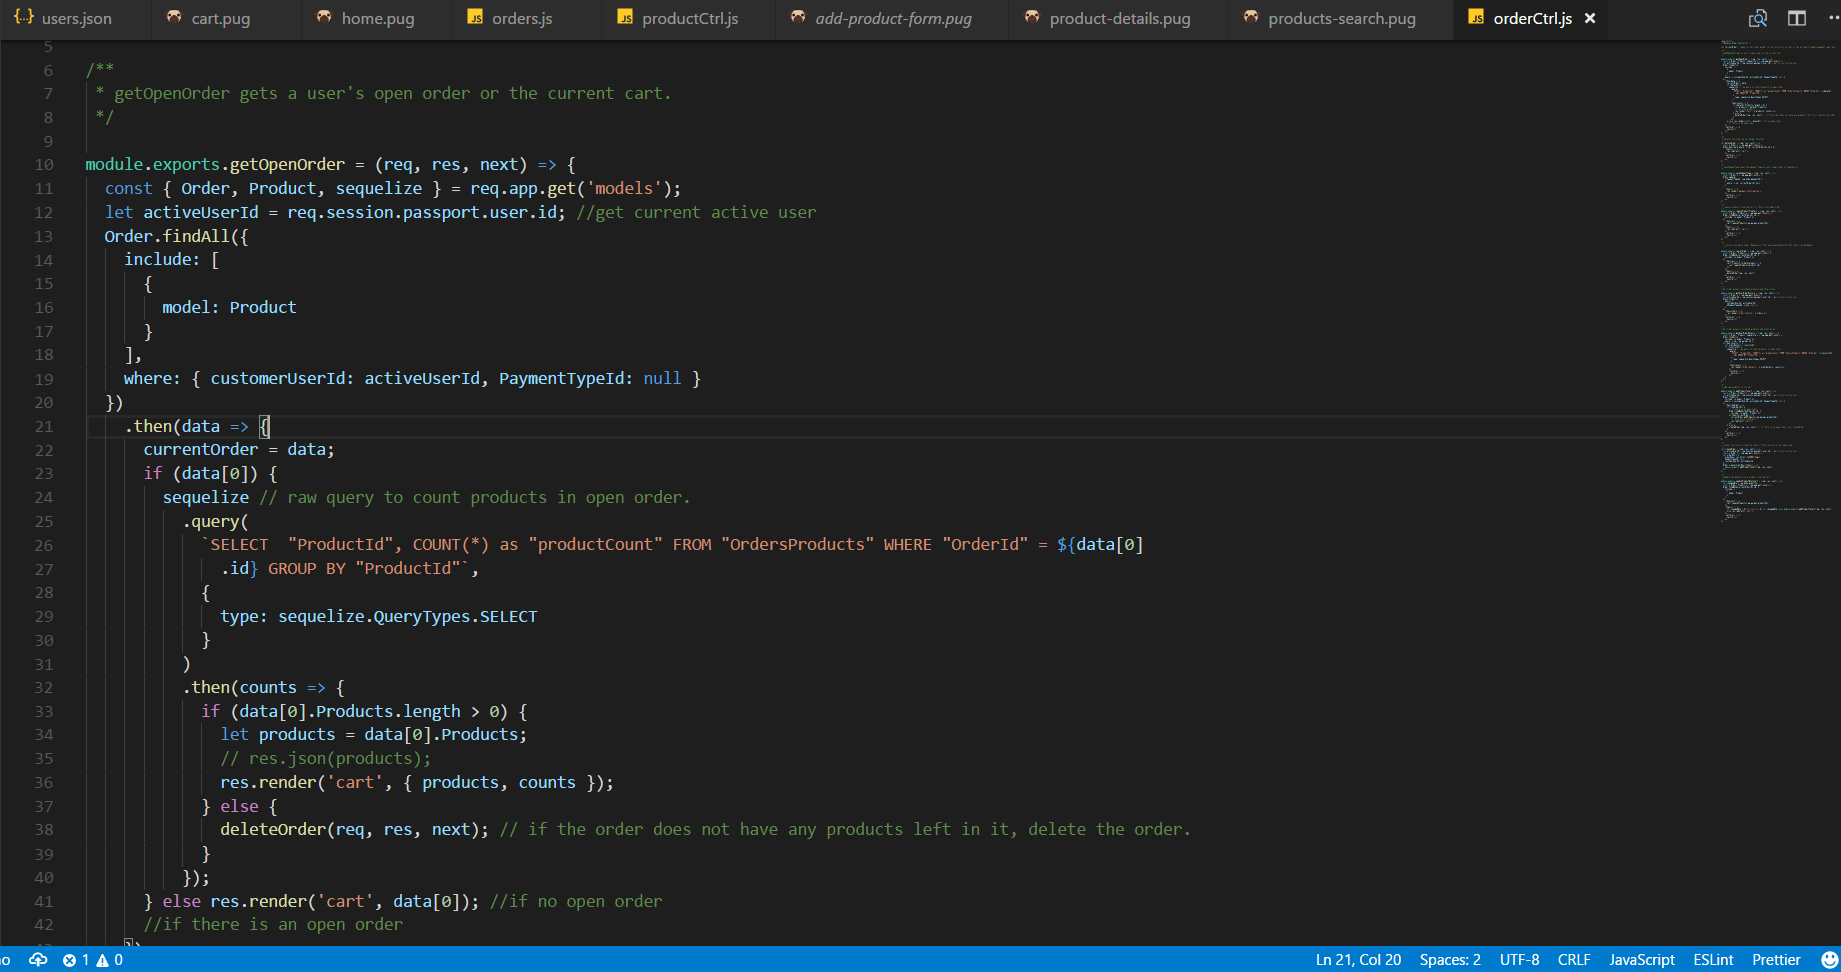 {..} users.json cart.pug home.pug JS orders.js JS productCtrl.js add-product-form.pug product-details.pug products-search.pug JS orderCtrl.js ×
5
6 /**
7 * getOpenOrder gets a user's open order or the current cart.
8 */
9
10 module.exports.getOpenOrder = (req, res, next) => {
11 const { Order, Product, sequelize } = req.app.get('models');
12 let activeUserId = req.session.passport.user.id; //get current active user
13 Order.findAll({
14 include: [
15 {
16 model: Product
17 }
18 ],
19 where: { customerUserId: activeUserId, PaymentTypeId: null }
20 })
21 .then(data => {
22 currentOrder = data;
23 if (data[0]) {
24 sequelize // raw query to count products in open order.
25 .query(
26 `SELECT  "ProductId", COUNT(*) as "productCount" FROM "OrdersProducts" WHERE "OrderId" = ${data[0]
27 .id} GROUP BY "ProductId"`,
28 {
29 type: sequelize.QueryTypes.SELECT
30 }
31 )
32 .then(counts => {
33 if (data[0].Products.length > 0) {
34 let products = data[0].Products;
35 // res.json(products);
36 res.render('cart', { products, counts });
37 } else {
38 deleteOrder(req, res, next); // if the order does not have any products left in it, delete the order.
39 }
40 });
41 } else res.render('cart', data[0]); //if no open order
42 //if there is an open order
1 0 Ln 21, Col 20 Spaces: 2 UTF-8 CRLF JavaScript ESLint Prettier